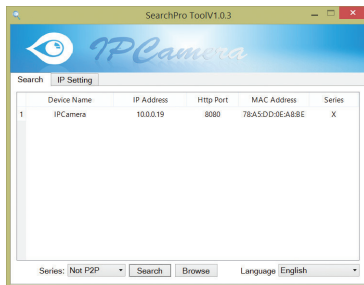 SearchPro ToolV1.0.3
IPCamera
Search IP Setting
Device Name IP Address Http Port MAC Address Series
1 IPCamera 10.0.0.19 8080 78:A5:DD:0E:A8:BE X
Series: Not P2P Search Browse Language English